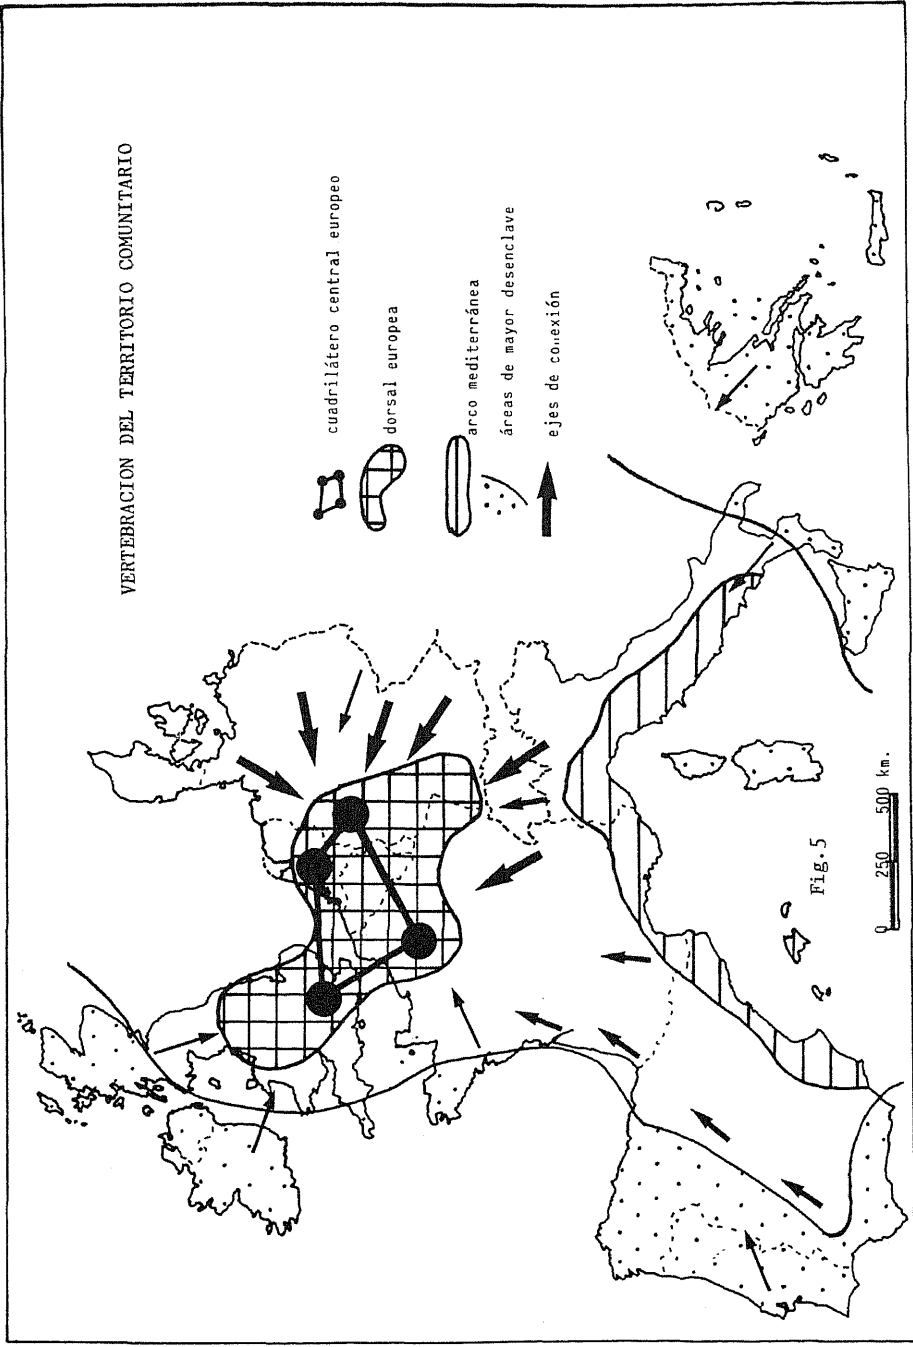 VERTEBRACION DEL TERRITORIO COMUNITARIO
cuadrilátero central europeo
dorsal europea
arco mediterránea
áreas de mayor desenclave
ejes de conexión
Fig.5
0 250 500 km.